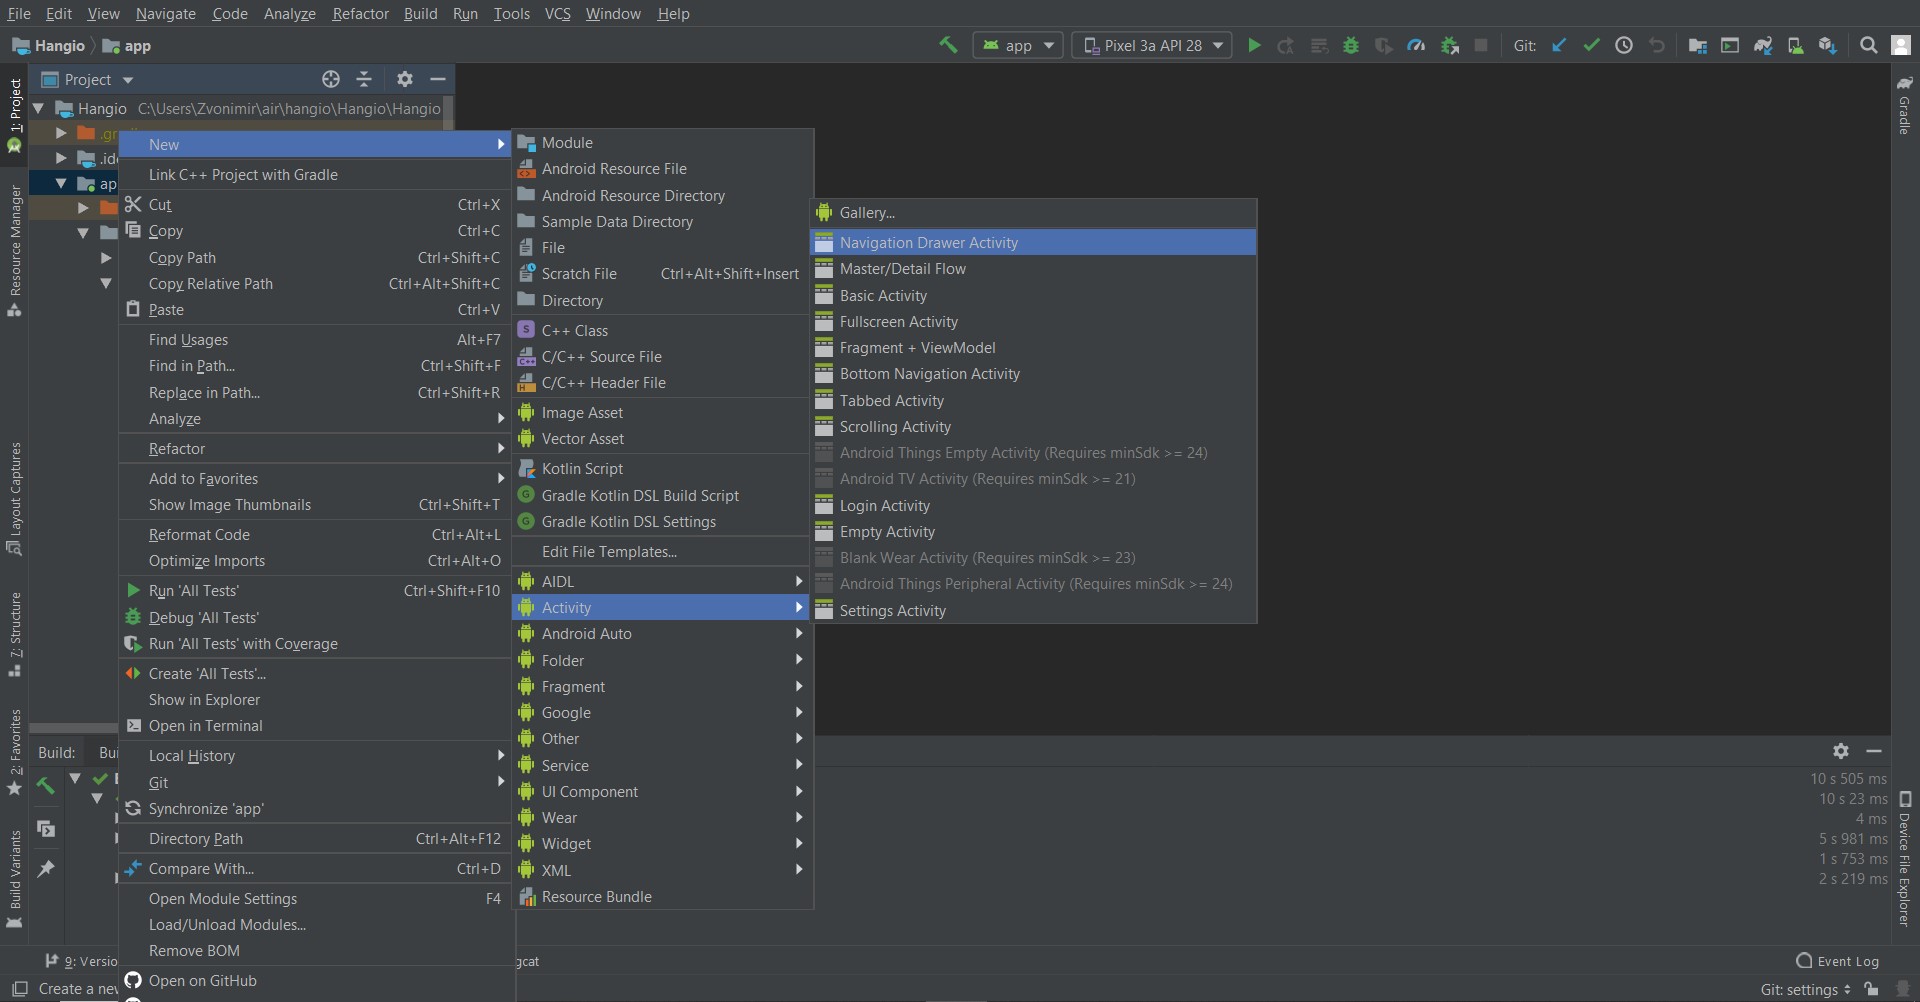 File Edit View Navigate Code Analyze Refactor Build Run Tools VCS Window Help
Hangio app
app
Pixel 3a API 28
Git:
1: Project
Resource Manager
Layout Captures
7: Structure
2: Favorites
Build Variants
Project
Hangio C:\Users\Zvonimir\air\hangio\Hangio\Hangio
New
Link C++ Project with Gradle
Cut Ctrl+X
Copy Ctrl+C
Copy Path Ctrl+Shift+C
Copy Relative Path Ctrl+Alt+Shift+C
Paste Ctrl+V
Find Usages Alt+F7
Find in Path... Ctrl+Shift+F
Replace in Path... Ctrl+Shift+R
Analyze
Refactor
Add to Favorites
Show Image Thumbnails Ctrl+Shift+T
Reformat Code Ctrl+Alt+L
Optimize Imports Ctrl+Alt+O
Run 'All Tests' Ctrl+Shift+F10
Debug 'All Tests'
Run 'All Tests' with Coverage
Create 'All Tests'...
Show in Explorer
Open in Terminal
Local History
Git
Synchronize 'app'
Directory Path Ctrl+Alt+F12
Compare With... Ctrl+D
Open Module Settings F4
Load/Unload Modules...
Remove BOM
Open on GitHub
Module
Android Resource File
Android Resource Directory
Sample Data Directory
File
Scratch File Ctrl+Alt+Shift+Insert
Directory
C++ Class
C/C++ Source File
C/C++ Header File
Image Asset
Vector Asset
Kotlin Script
Gradle Kotlin DSL Build Script
Gradle Kotlin DSL Settings
Edit File Templates...
AIDL
Activity
Android Auto
Folder
Fragment
Google
Other
Service
UI Component
Wear
Widget
XML
Resource Bundle
Gallery...
Navigation Drawer Activity
Master/Detail Flow
Basic Activity
Fullscreen Activity
Fragment + ViewModel
Bottom Navigation Activity
Tabbed Activity
Scrolling Activity
Android Things Empty Activity (Requires minSdk >= 24)
Android TV Activity (Requires minSdk >= 21)
Login Activity
Empty Activity
Blank Wear Activity (Requires minSdk >= 23)
Android Things Peripheral Activity (Requires minSdk >= 24)
Settings Activity
Build:
10 s 505 ms
10 s 23 ms
4 ms
5 s 981 ms
1 s 753 ms
2 s 219 ms
Gradle
Device File Explorer
9: Versio
gcat
Event Log
Create a new
Git: settings